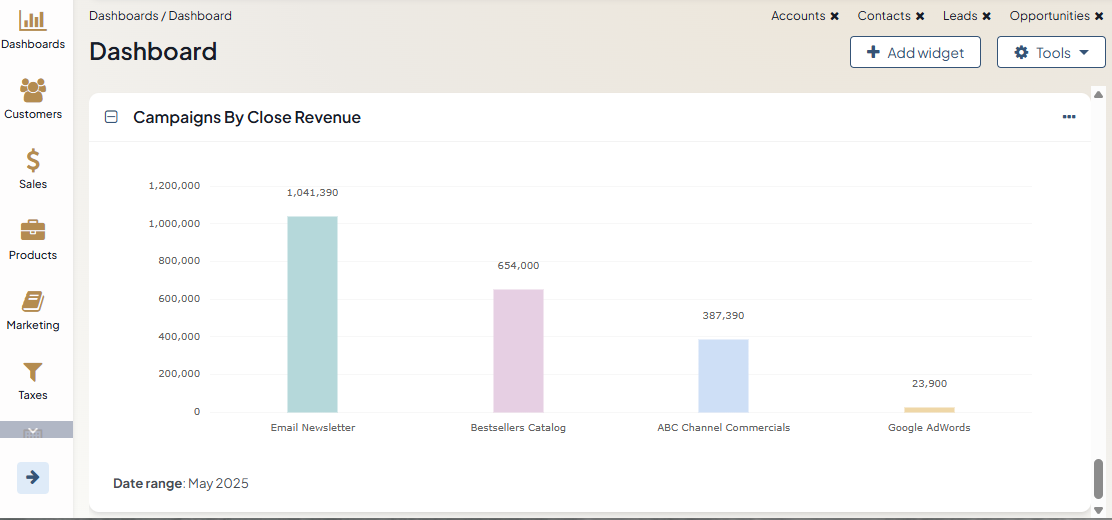 Dashboards / Dashboard
Accounts ✖ Contacts ✖ Leads ✖ Opportunities ✖
Dashboard
Add widget
Tools
Dashboards
Customers
Sales
Products
Marketing
Taxes
Campaigns By Close Revenue
1,200,000
1,000,000
800,000
600,000
400,000
200,000
0
1,041,390
654,000
387,390
23,900
Email Newsletter
Bestsellers Catalog
ABC Channel Commercials
Google AdWords
Date range: May 2025